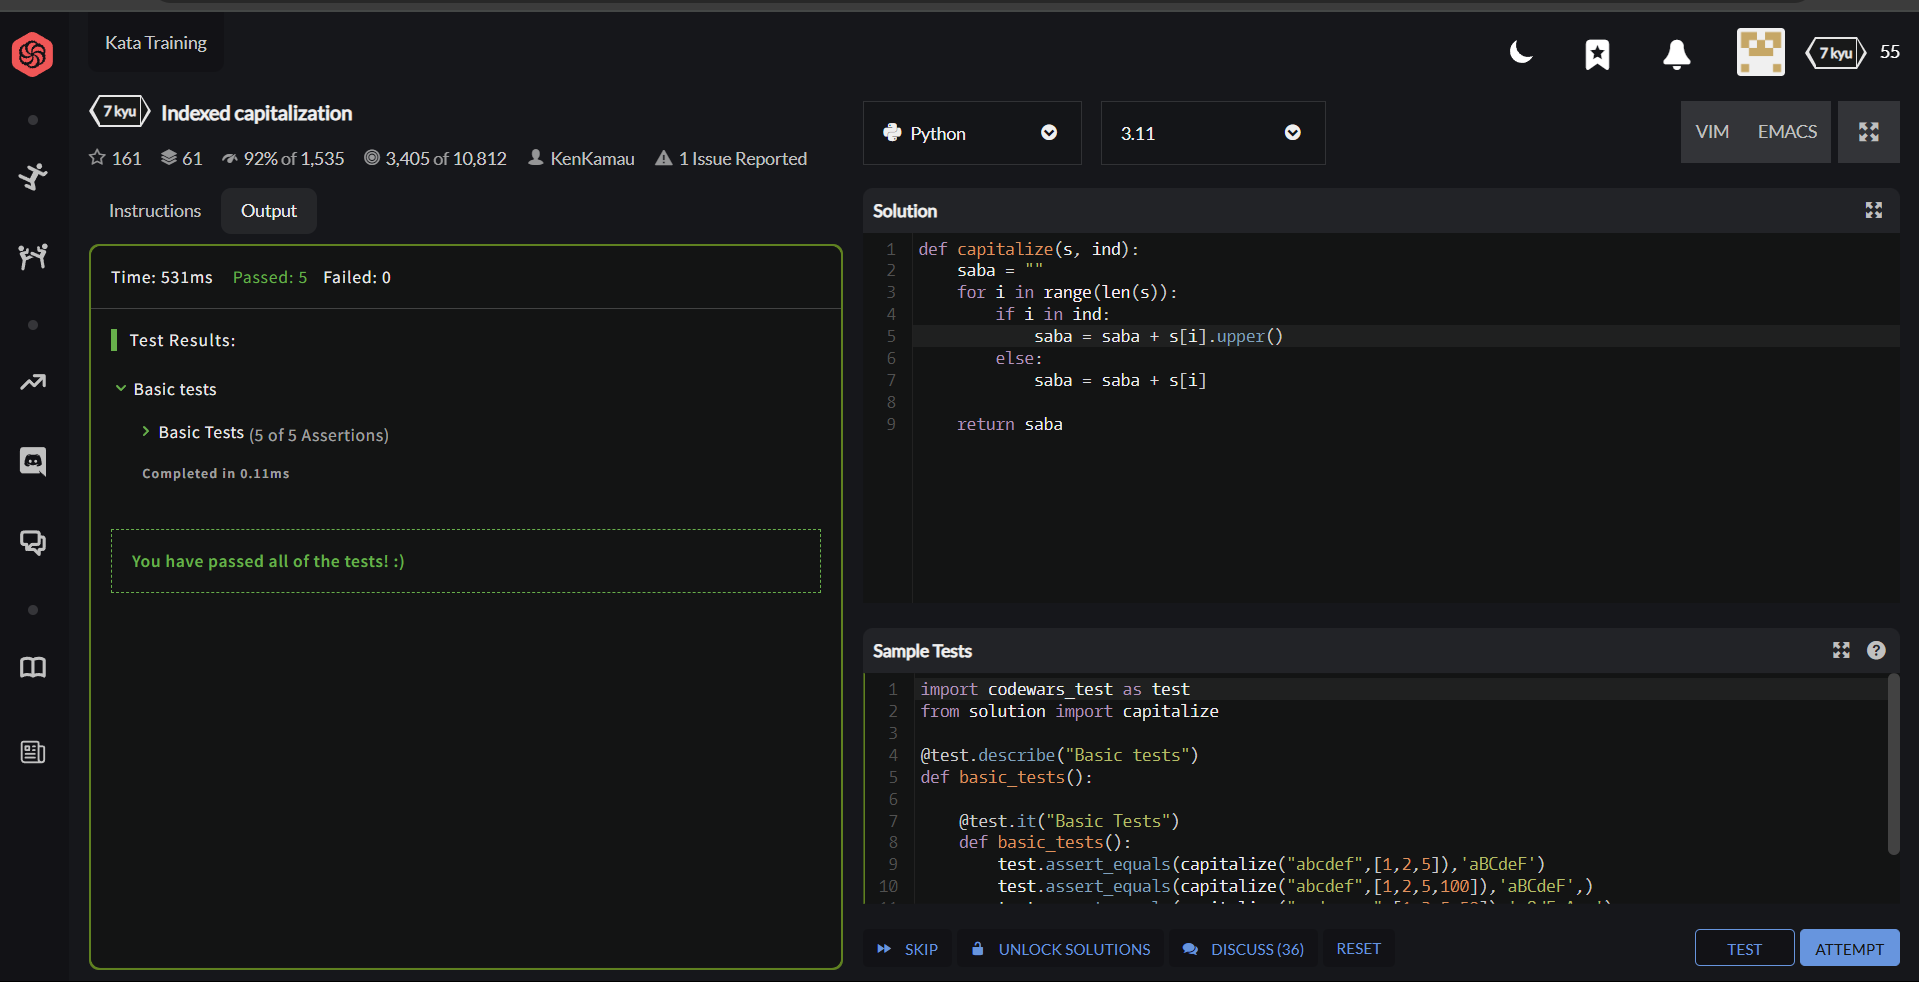 Kata Training
7 kyu 55
7 kyu Indexed capitalization
161 61 92% of 1,535 3,405 of 10,812 KenKamau 1 Issue Reported
Instructions Output
Time: 531ms Passed: 5 Failed: 0
Test Results:
Basic tests
Basic Tests (5 of 5 Assertions)
Completed in 0.11ms
You have passed all of the tests! :)
Python 3.11 VIM EMACS
Solution
1 def capitalize(s, ind):
2     saba = ""
3     for i in range(len(s)):
4         if i in ind:
5             saba = saba + s[i].upper()
6         else:
7             saba = saba + s[i]
8
9     return saba
Sample Tests
1 import codewars_test as test
2 from solution import capitalize
3
4 @test.describe("Basic tests")
5 def basic_tests():
6
7     @test.it("Basic Tests")
8     def basic_tests():
9         test.assert_equals(capitalize("abcdef",[1,2,5]),'aBCdeF')
10         test.assert_equals(capitalize("abcdef",[1,2,5,100]),'aBCdeF',)
SKIP UNLOCK SOLUTIONS DISCUSS (36) RESET TEST ATTEMPT